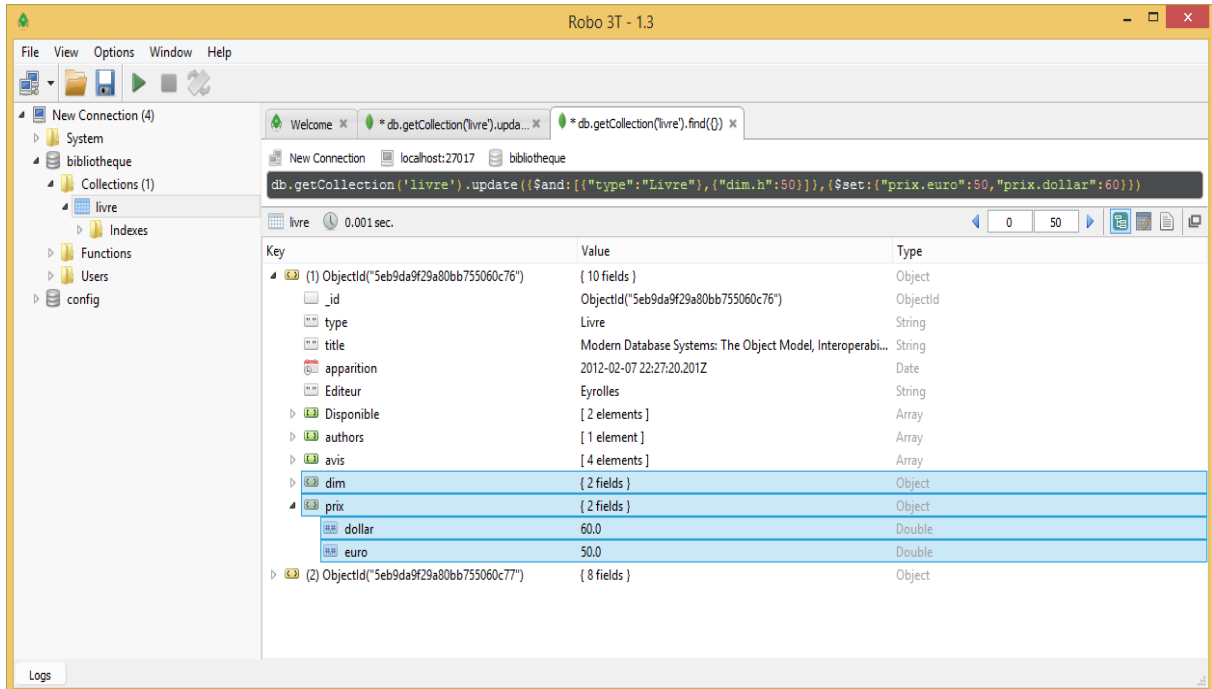 Robo 3T - 1.3
File View Options Window Help
New Connection (4)
System
bibliotheque
Collections (1)
livre
Indexes
Functions
Users
config
Welcome * db.getCollection('livre').upda... * db.getCollection('livre').find({})
New Connection localhost:27017 bibliotheque
db.getCollection('livre').update({$and:[{"type":"Livre"},{"dim.h":50}]},{$set:{"prix.euro":50,"prix.dollar":60}})
livre 0.001 sec. 0 50
Key Value Type
(1) ObjectId("5eb9da9f29a80bb755060c76") { 10 fields } Object
_id ObjectId("5eb9da9f29a80bb755060c76") ObjectId
type Livre String
title Modern Database Systems: The Object Model, Interoperabi... String
apparition 2012-02-07 22:27:20.201Z Date
Editeur Eyrolles String
Disponible [ 2 elements ] Array
authors [ 1 element ] Array
avis [ 4 elements ] Array
dim { 2 fields } Object
prix { 2 fields } Object
dollar 60.0 Double
euro 50.0 Double
(2) ObjectId("5eb9da9f29a80bb755060c77") { 8 fields } Object
Logs